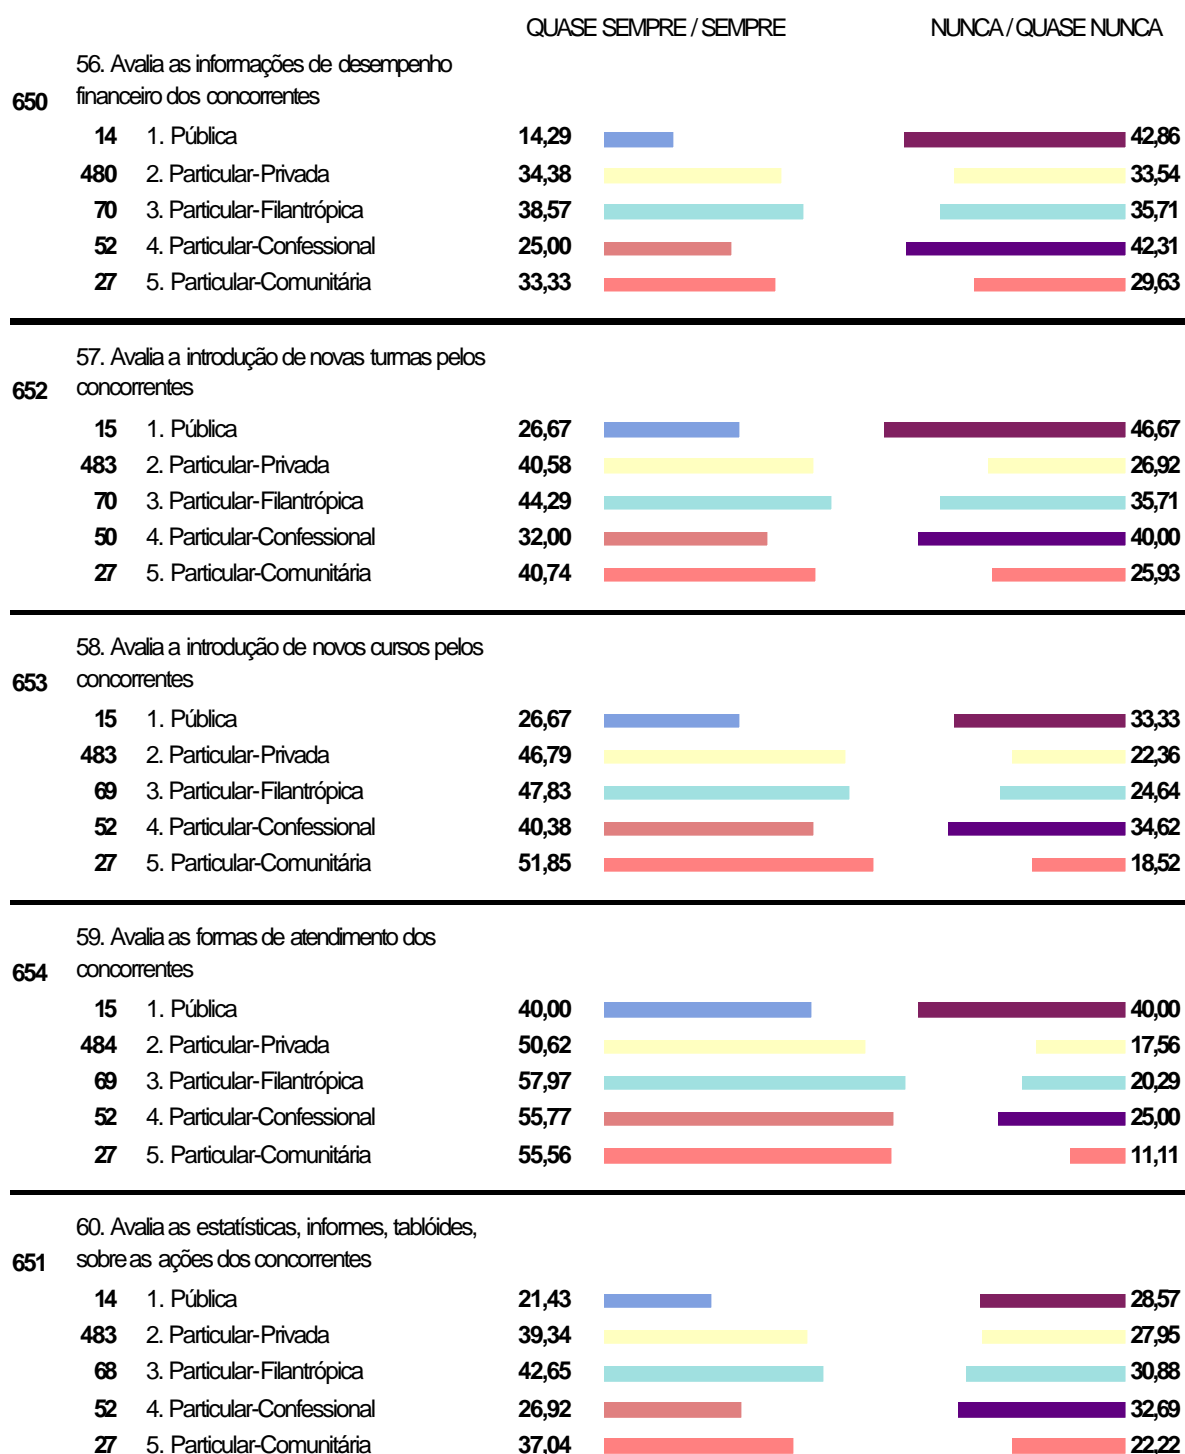 QUASE SEMPRE / SEMPRE NUNCA / QUASE NUNCA
56. Avalia as informações de desempenho
650 financeiro dos concorrentes
14 1. Pública 14,29 42,86
480 2. Particular-Privada 34,38 33,54
70 3. Particular-Filantrópica 38,57 35,71
52 4. Particular-Confessional 25,00 42,31
27 5. Particular-Comunitária 33,33 29,63
57. Avalia a introdução de novas turmas pelos
652 concorrentes
15 1. Pública 26,67 46,67
483 2. Particular-Privada 40,58 26,92
70 3. Particular-Filantrópica 44,29 35,71
50 4. Particular-Confessional 32,00 40,00
27 5. Particular-Comunitária 40,74 25,93
58. Avalia a introdução de novos cursos pelos
653 concorrentes
15 1. Pública 26,67 33,33
483 2. Particular-Privada 46,79 22,36
69 3. Particular-Filantrópica 47,83 24,64
52 4. Particular-Confessional 40,38 34,62
27 5. Particular-Comunitária 51,85 18,52
59. Avalia as formas de atendimento dos
654 concorrentes
15 1. Pública 40,00 40,00
484 2. Particular-Privada 50,62 17,56
69 3. Particular-Filantrópica 57,97 20,29
52 4. Particular-Confessional 55,77 25,00
27 5. Particular-Comunitária 55,56 11,11
60. Avalia as estatísticas, informes, tablóides,
651 sobre as ações dos concorrentes
14 1. Pública 21,43 28,57
483 2. Particular-Privada 39,34 27,95
68 3. Particular-Filantrópica 42,65 30,88
52 4. Particular-Confessional 26,92 32,69
27 5. Particular-Comunitária 37,04 22,22